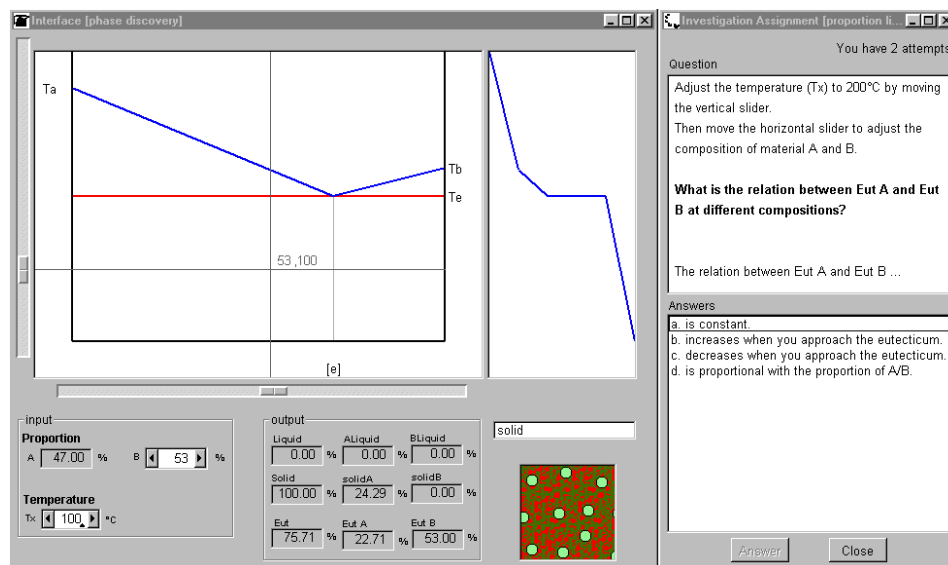 Interface [phase discovery]
Ta
Tb
Te
53 ,100
[e]
input
Proportion
A 47.00 % B 53 %
Temperature
Tx 100 °C
output
Liquid ALiquid BLiquid
0.00 % 0.00 % 0.00 %
Solid solidA solidB
100.00 % 24.29 % 0.00 %
Eut Eut A Eut B
75.71 % 22.71 % 53.00 %
solid
Investigation Assignment [proportion li...
You have 2 attempts
Question
Adjust the temperature (Tx) to 200°C by moving
the vertical slider.
Then move the horizontal slider to adjust the
composition of material A and B.
What is the relation between Eut A and Eut
B at different compositions?
The relation between Eut A and Eut B ...
Answers
a. is constant.
b. increases when you approach the eutecticum.
c. decreases when you approach the eutecticum.
d. is proportional with the proportion of A/B.
Answer Close